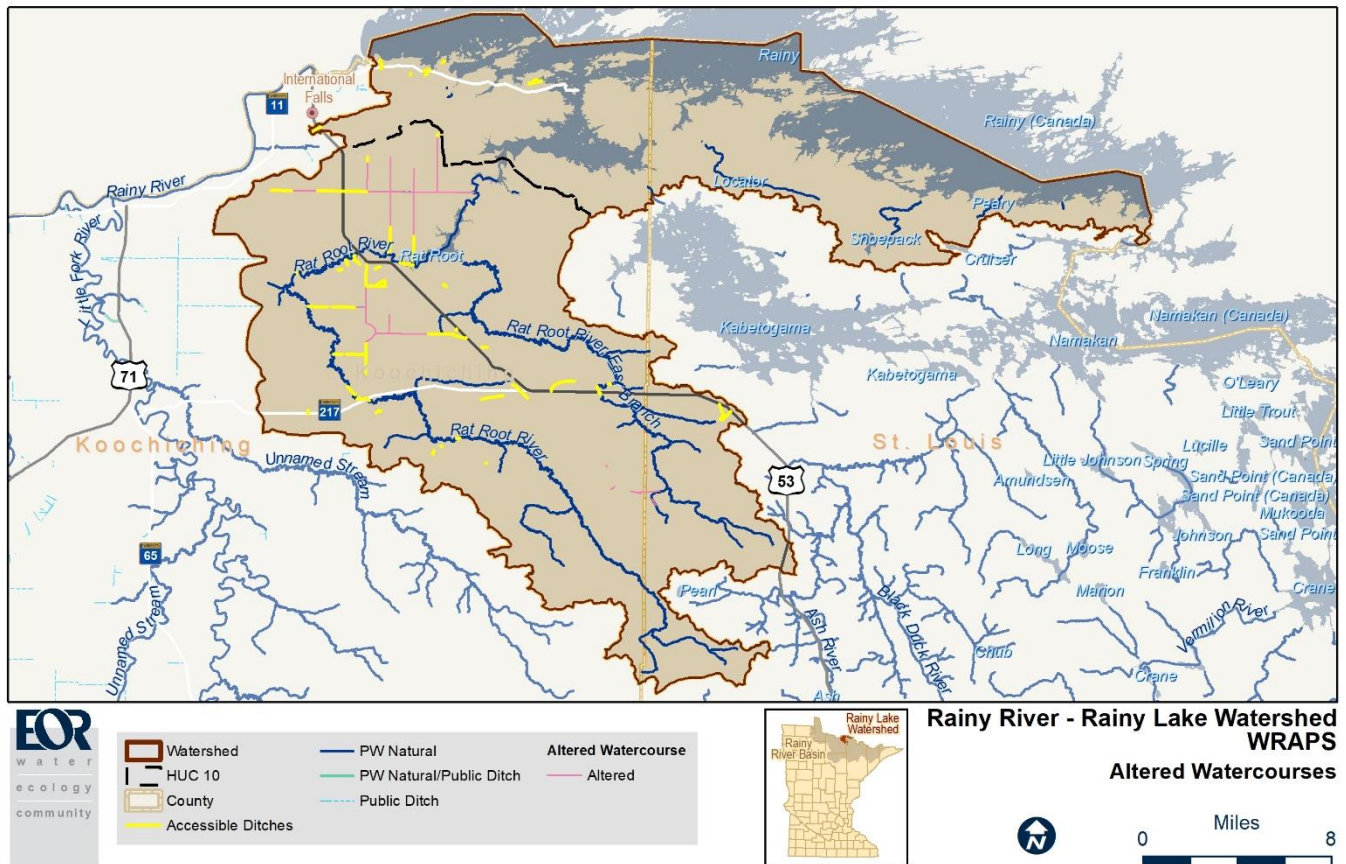 Rainy
International
Falls
11
Rainy (Canada)
Rainy River
Locator
Peary
Little Fork River
Shoepack
Rat Root River
Rat Root
Cruiser
Kabetogama
Namakan (Canada)
Namakan
Rat Root River, East Branch
71
Koochiching
Kabetogama
O'Leary
217
Little Trout
Koochiching
Rat Root River
St. Louis
Lucille
Sand Point
Unnamed Stream
Little Johnson
Spring
53
Amundsen
Sand Point (Canada
Sand Point (Canada)
Mukooda
65
Long
Moose
Johnson
Sand Point
Franklin
Pearl
Marion
Crane
Unnamed Stream
Ash River
Black Duck River
Vermilion River
Chub
Crane
Ash
EOR
water
ecology
community
Watershed
HUC 10
County
Accessible Ditches
PW Natural
PW Natural/Public Ditch
Public Ditch
Altered Watercourse
Altered
Rainy Lake
Watershed
Rainy
River Basin
Rainy River - Rainy Lake Watershed
WRAPS
Altered Watercourses
N
Miles
0 8